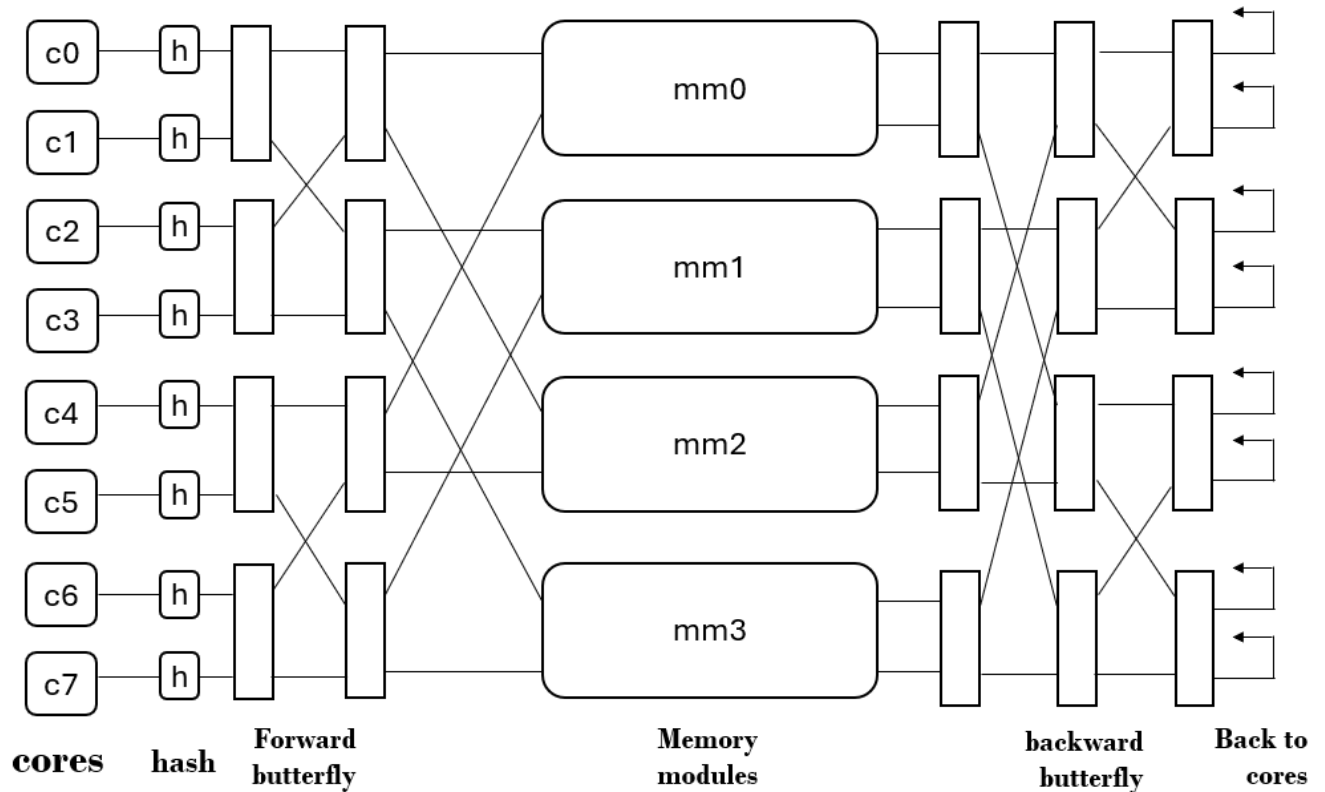 c0 h mm0
c1 h
c2 h mm1
c3 h
c4 h mm2
c5 h
c6 h mm3
c7 h
cores hash Forward butterfly Memory modules backward butterfly Back to cores